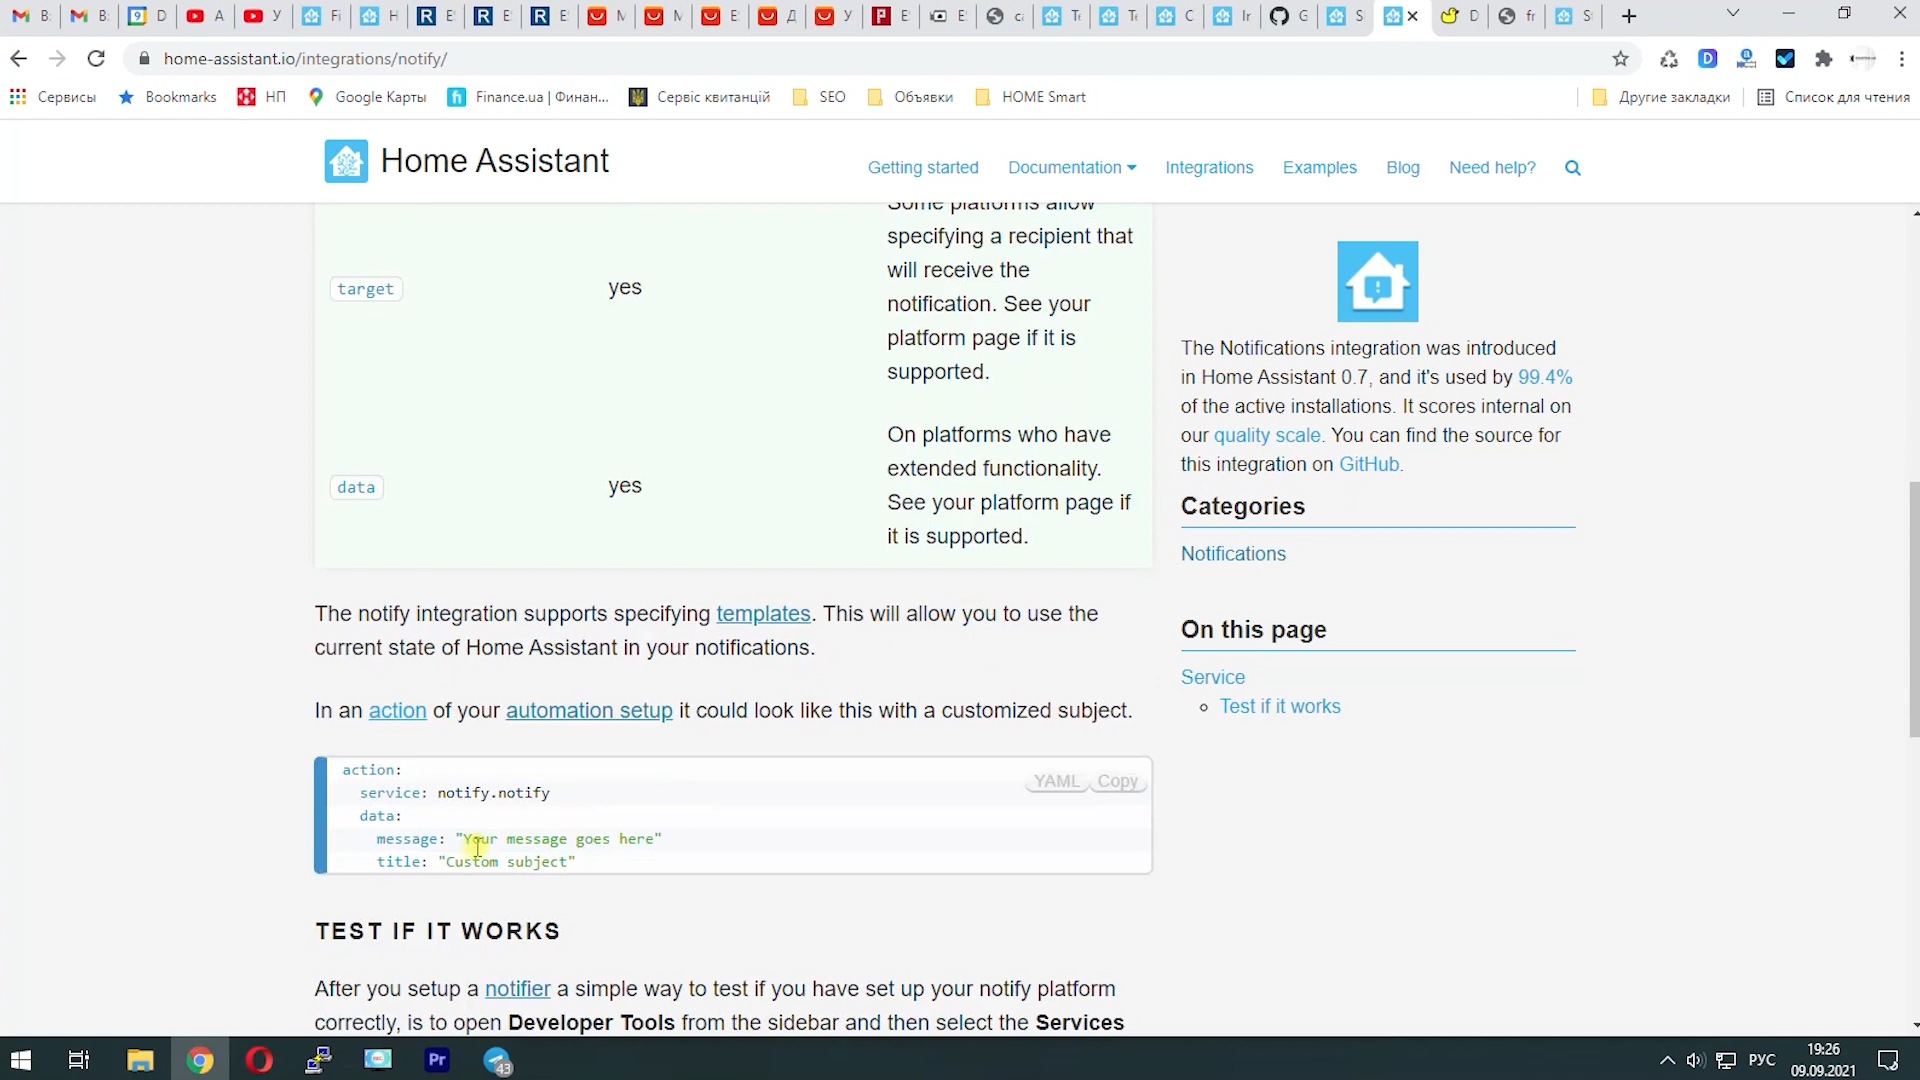 home-assistant.io/integrations/notify/
Сервисы
Bookmarks
НП
Google Карты
Finance.ua | Финан...
Сервіс квитанцій
SEO
Объявки
HOME Smart
Другие закладки
Список для чтения
Home Assistant
Getting started
Documentation
Integrations
Examples
Blog
Need help?
Some platforms allow
specifying a recipient that
will receive the
notification. See your
platform page if it is
supported.
target
yes
data
yes
On platforms who have
extended functionality.
See your platform page if
it is supported.
The notify integration supports specifying templates. This will allow you to use the
current state of Home Assistant in your notifications.
In an action of your automation setup it could look like this with a customized subject.
action:
service: notify.notify
data:
message: "Your message goes here"
title: "Custom subject"
YAML
Copy
TEST IF IT WORKS
After you setup a notifier a simple way to test if you have set up your notify platform
correctly, is to open Developer Tools from the sidebar and then select the Services
The Notifications integration was introduced
in Home Assistant 0.7, and it's used by 99.4%
of the active installations. It scores internal on
our quality scale. You can find the source for
this integration on GitHub.
Categories
Notifications
On this page
Service
Test if it works
Pr
43
РУС
19:26
09.09.2021